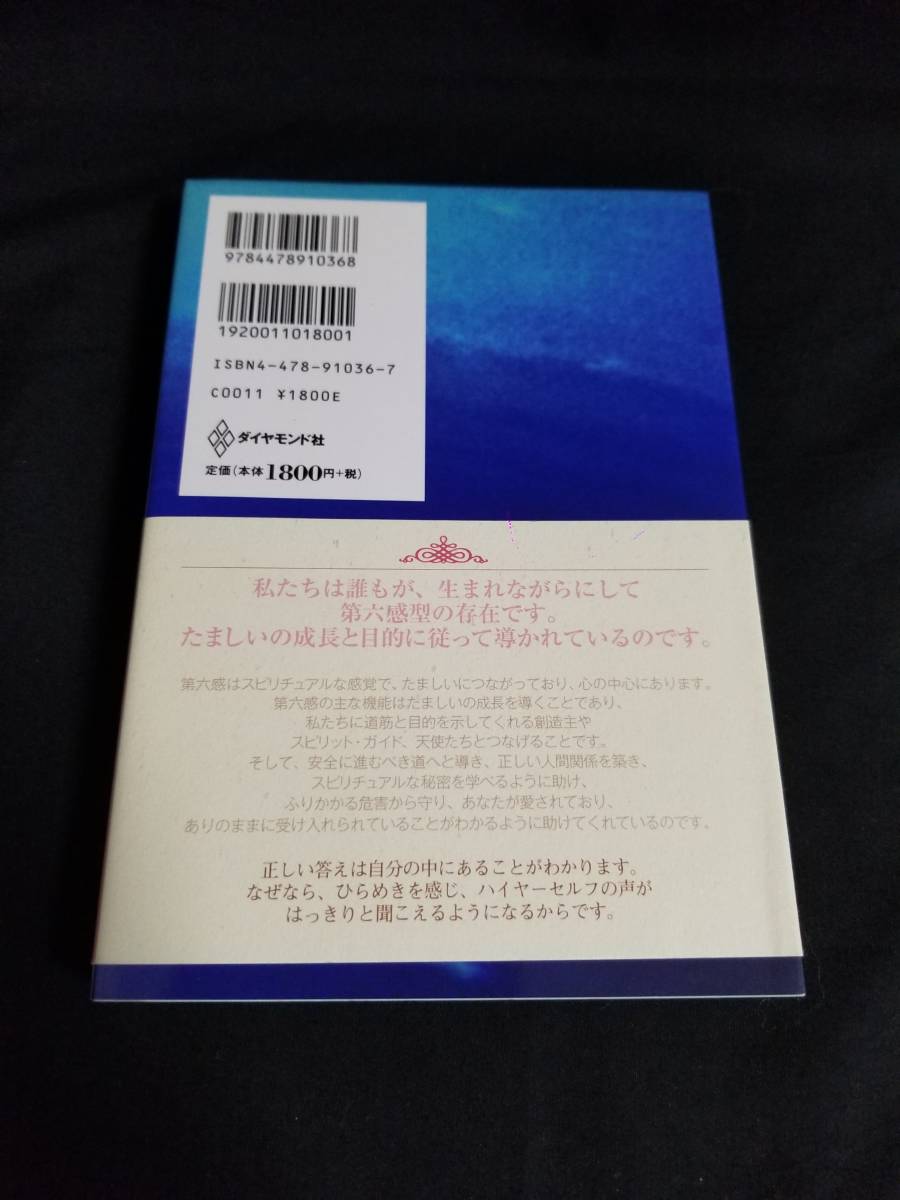 9784478910368
1920011018001
ISBN4-478-91036-7
C0011 ¥1800E
ダイヤモンド社
定価(本体1800円+税)
私たちは誰もが、生まれながらにして
第六感型の存在です。
たましいの成長と目的に従って導かれているのです。
第六感はスピリチュアルな感覚で、たましいにつながっており、心の中心にあります。
第六感の主な機能はたましいの成長を導くことであり、
私たちに道筋と目的を示してくれる創造主や
スピリット・ガイド、天使たちとつなげることです。
そして、安全に進むべき道へと導き、正しい人間関係を築き、
スピリチュアルな秘密を学べるように助け、
ふりかかる危害から守り、あなたが愛されており、
ありのままに受け入れられていることがわかるように助けてくれているのです。
正しい答えは自分の中にあることがわかります。
なぜなら、ひらめきを感じ、ハイヤーセルフの声が
はっきりと聞こえるようになるからです。